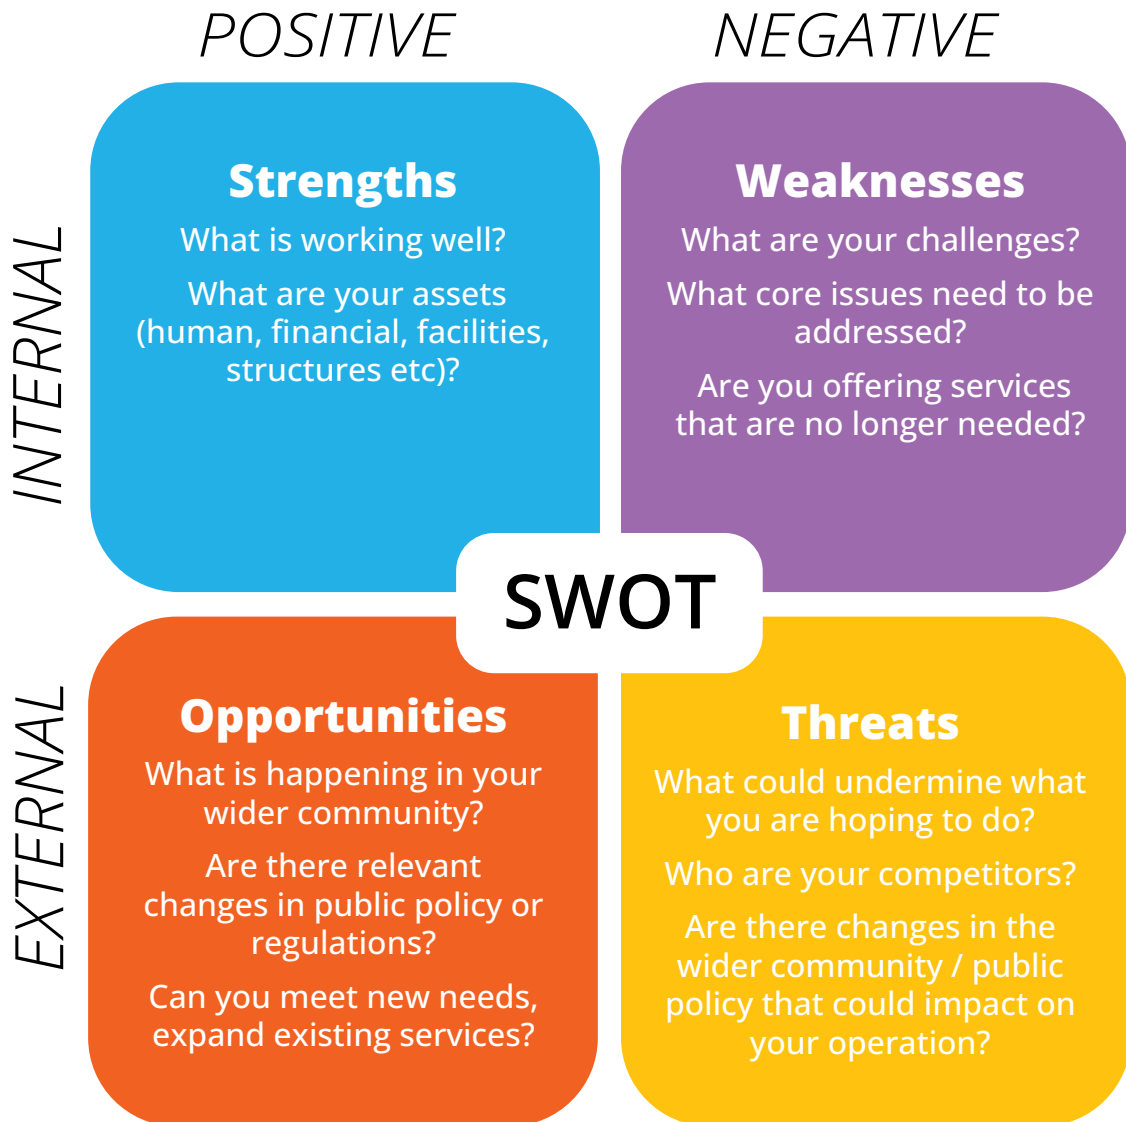 POSITIVE
NEGATIVE
INTERNAL
Strengths
What is working well?
What are your assets
(human, financial, facilities,
structures etc)?
Weaknesses
What are your challenges?
What core issues need to be
addressed?
Are you offering services
that are no longer needed?
SWOT
EXTERNAL
Opportunities
What is happening in your
wider community?
Are there relevant
changes in public policy or
regulations?
Can you meet new needs,
expand existing services?
Threats
What could undermine what
you are hoping to do?
Who are your competitors?
Are there changes in the
wider community / public
policy that could impact on
your operation?